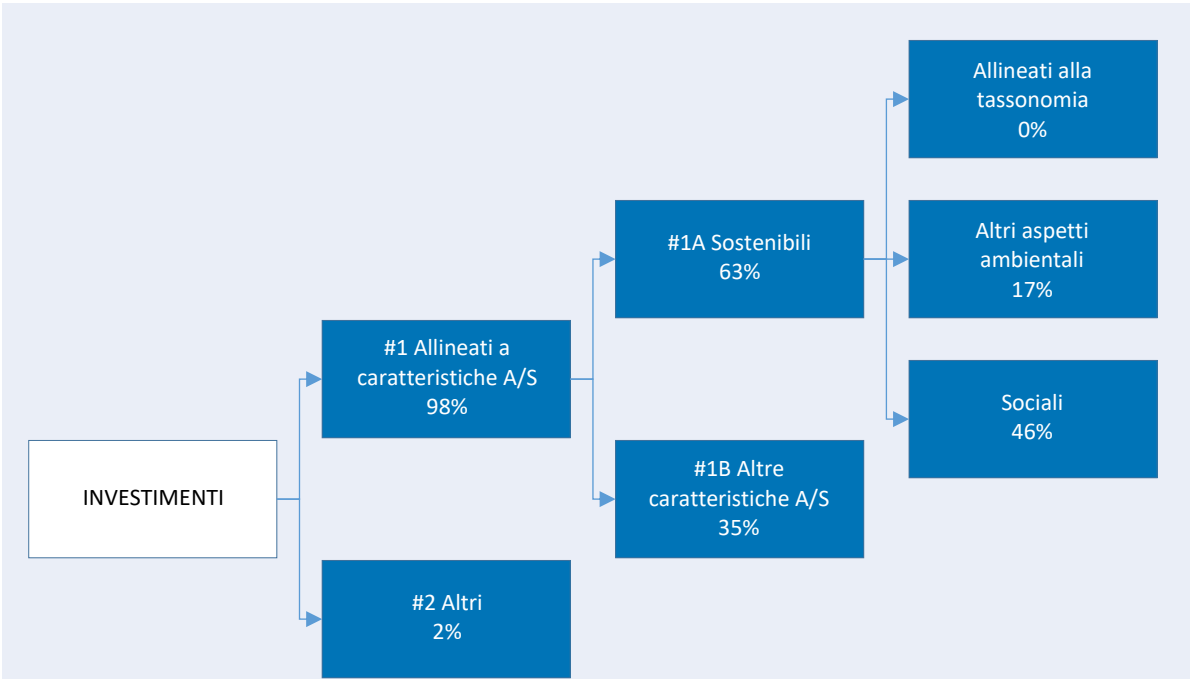 INVESTIMENTI
#1 Allineati a
caratteristiche A/S
98%
#2 Altri
2%
#1A Sostenibili
63%
#1B Altre
caratteristiche A/S
35%
Allineati alla
tassonomia
0%
Altri aspetti
ambientali
17%
Sociali
46%